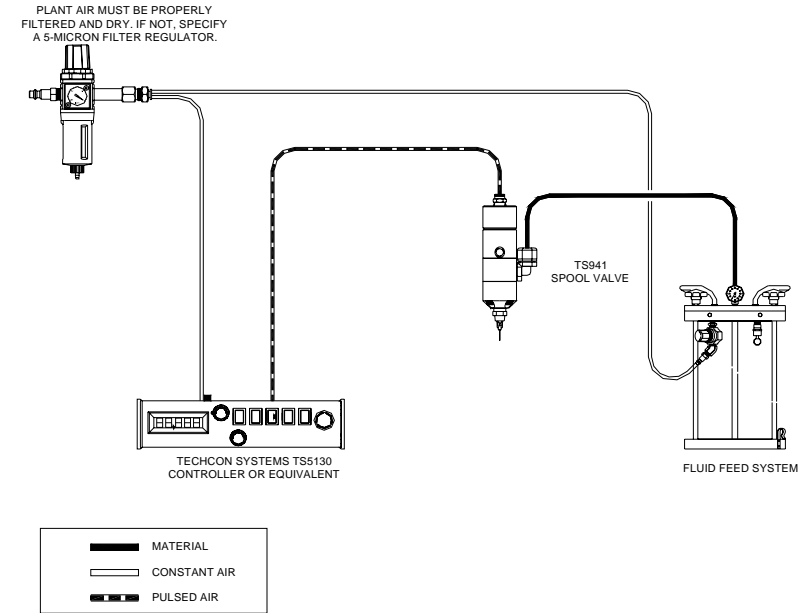 PLANT AIR MUST BE PROPERLY
FILTERED AND DRY. IF NOT, SPECIFY
A 5-MICRON FILTER REGULATOR.
TS941
SPOOL VALVE
TECHCON SYSTEMS TS5130
CONTROLLER OR EQUIVALENT
FLUID FEED SYSTEM
MATERIAL
CONSTANT AIR
PULSED AIR